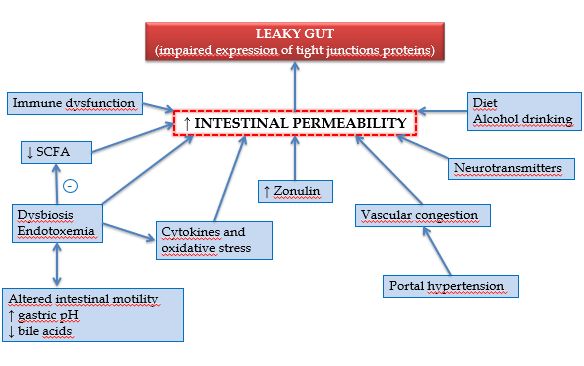 LEAKY GUT
(impaired expression of tight junctions proteins)
Immune dysfunction
Diet
Alcohol drinking
↑ INTESTINAL PERMEABILITY
↓ SCFA
Neurotransmitters
-
↑ Zonulin
Dysbiosis
Endotoxemia
Vascular congestion
Cytokines and
oxidative stress
Portal hypertension
Altered intestinal motility
↑ gastric pH
↓ bile acids